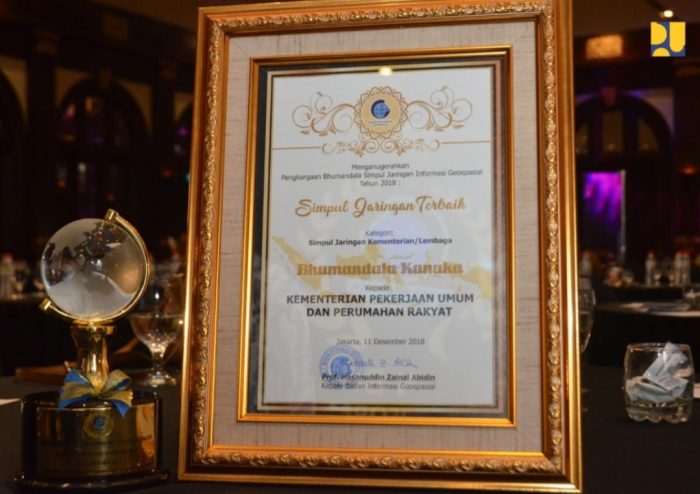 Menganugerahkan
Penghargaan Bhumandala Simpul Jaringan Informasi Geospasial
Tahun 2018 :
Simpul Jaringan Terbaik
Kategori:
Simpul Jaringan Kementerian/Lembaga
Bhumandala Kanaka
Kepada:
KEMENTERIAN PEKERJAAN UMUM
DAN PERUMAHAN RAKYAT
Jakarta, 11 Desember 2018
Prof. Hasanuddin Zainal Abidin
Kepala Badan Informasi Geospasial